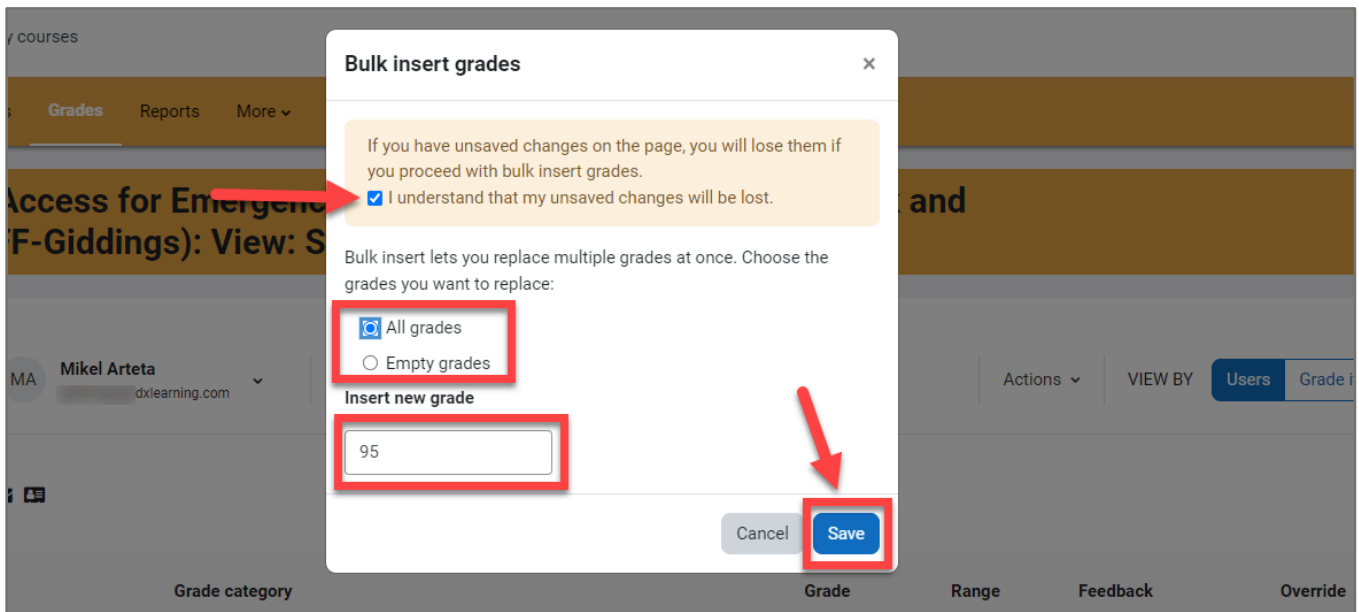 y courses
Grades Reports More
Access for Emergenc and
FF-Giddings): View: S
Bulk insert grades ×
If you have unsaved changes on the page, you will lose them if
you proceed with bulk insert grades.
I understand that my unsaved changes will be lost.
Bulk insert lets you replace multiple grades at once. Choose the
grades you want to replace:
All grades
Empty grades
Insert new grade
95
Cancel Save
MA Mikel Arteta
dxlearning.com
Actions VIEW BY Users Grade i
Grade category Grade Range Feedback Override